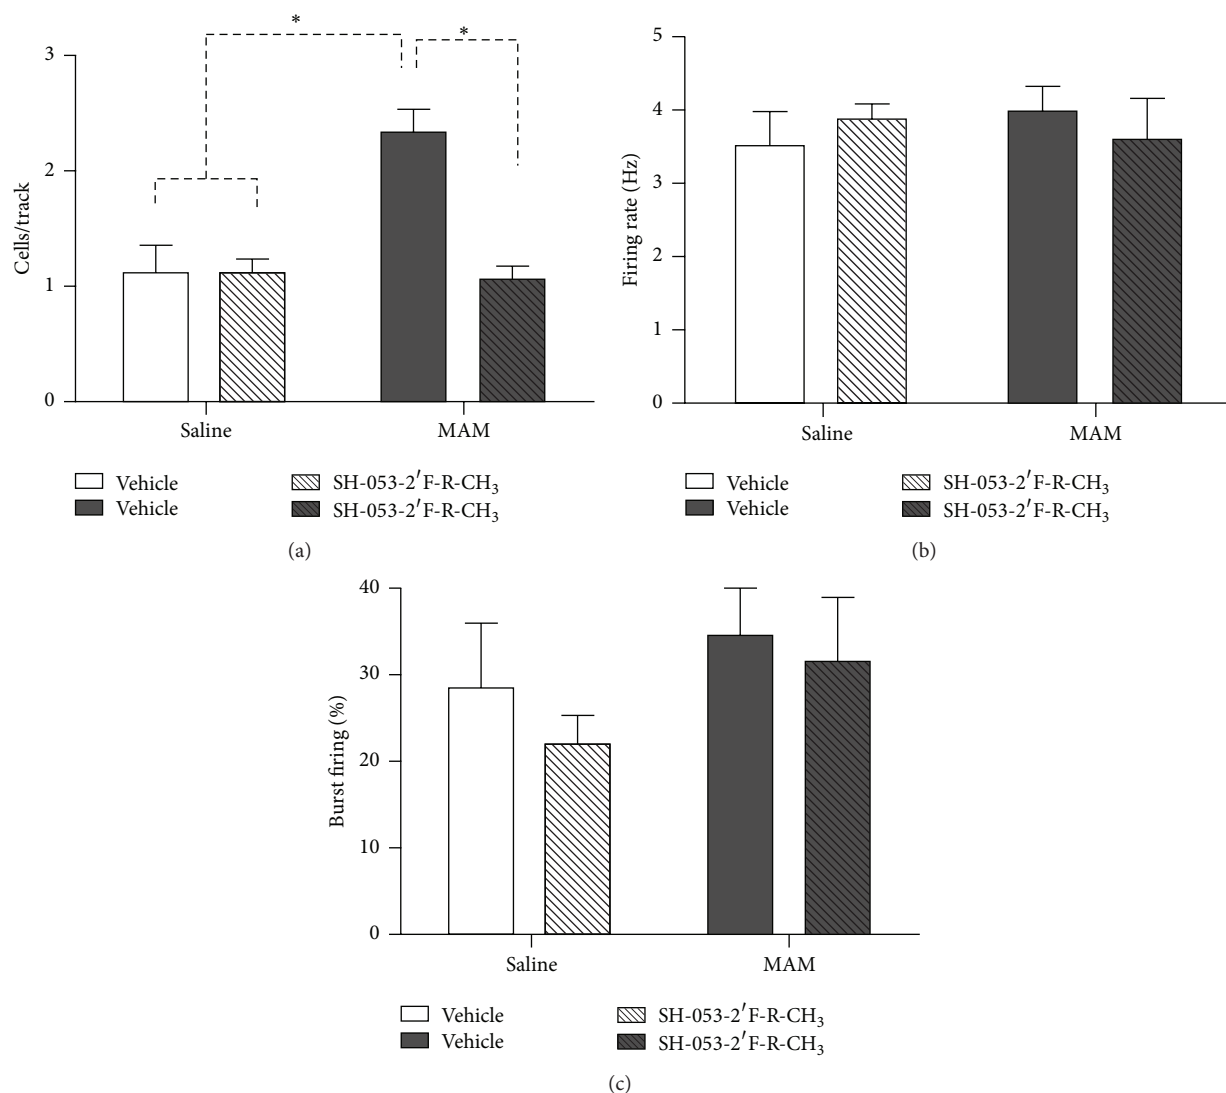 *
*
3
2
1
0
Cells/track
Saline
MAM
Vehicle
SH-053-2′F-R-CH₃
Vehicle
SH-053-2′F-R-CH₃
(a)
5
4
3
2
1
0
Firing rate (Hz)
Saline
MAM
Vehicle
SH-053-2′F-R-CH₃
Vehicle
SH-053-2′F-R-CH₃
(b)
40
30
20
10
0
Burst firing (%)
Saline
MAM
Vehicle
SH-053-2′F-R-CH₃
Vehicle
SH-053-2′F-R-CH₃
(c)